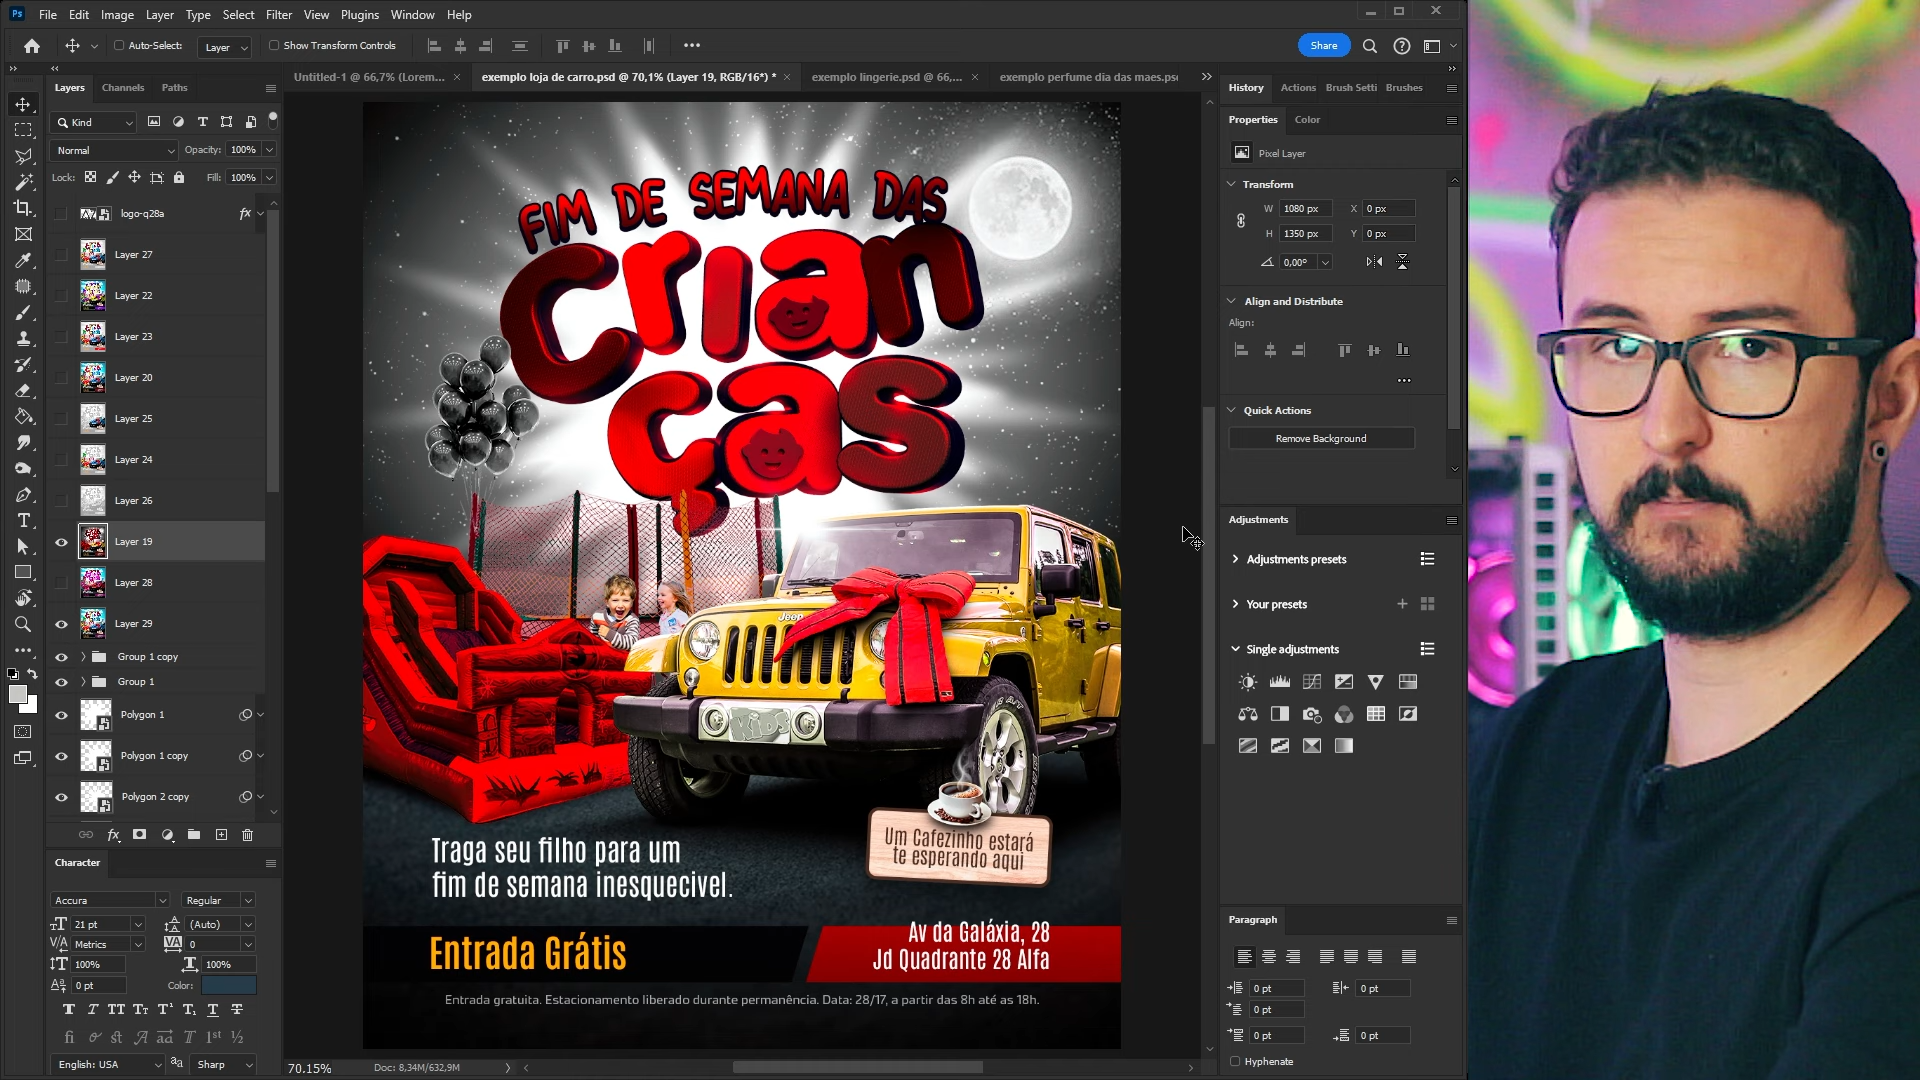 Ps File Edit Image Layer Type Select Filter View Plugins Window Help
Auto-Select: Layer Show Transform Controls Share
Untitled-1 @ 66,7% (Lorem... × exemplo loja de carro.psd @ 70,1% (Layer 19, RGB/16*) * × exemplo lingerie.psd @ 66,... × exemplo perfume dia das maes.psd
Layers Channels Paths
Kind
Normal Opacity: 100%
Lock: Fill: 100%
logo-q28a fx
Layer 27
Layer 22
Layer 23
Layer 20
Layer 25
Layer 24
Layer 26
Layer 19
Layer 28
Layer 29
Group 1 copy
Group 1
Polygon 1
Polygon 1 copy
Polygon 2 copy
Character
Accura Regular
21 pt (Auto)
Metrics 0
100% 100%
0 pt Color:
English: USA aa Sharp
FIM DE SEMANA DAS
Crian
ças
Jeep
Kids
Um Cafezinho estará
te esperando aqui
Traga seu filho para um
fim de semana inesquecivel.
Entrada Grátis
Av da Galáxia, 28
Jd Quadrante 28 Alfa
Entrada gratuita. Estacionamento liberado durante permanência. Data: 28/17, a partir das 8h até as 18h.
70.15% Doc: 8,34M/632,9M
History Actions Brush Setti Brushes
Properties Color
Pixel Layer
Transform
W 1080 px X 0 px
H 1350 px Y 0 px
0,00°
Align and Distribute
Align:
Quick Actions
Remove Background
Adjustments
Adjustments presets
Your presets
Single adjustments
Paragraph
0 pt 0 pt
0 pt
0 pt 0 pt
Hyphenate